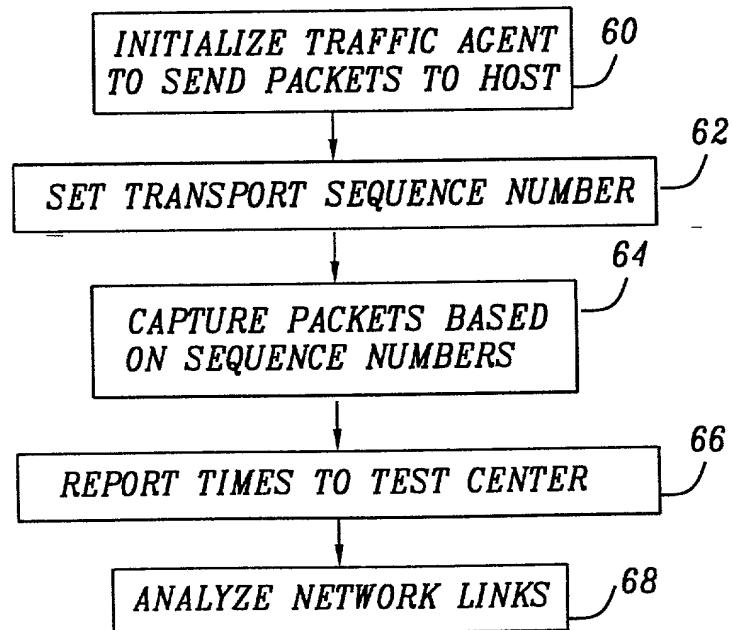 INITIALIZE TRAFFIC AGENT
TO SEND PACKETS TO HOST
60
SET TRANSPORT SEQUENCE NUMBER
62
CAPTURE PACKETS BASED
ON SEQUENCE NUMBERS
64
REPORT TIMES TO TEST CENTER
66
ANALYZE NETWORK LINKS
68